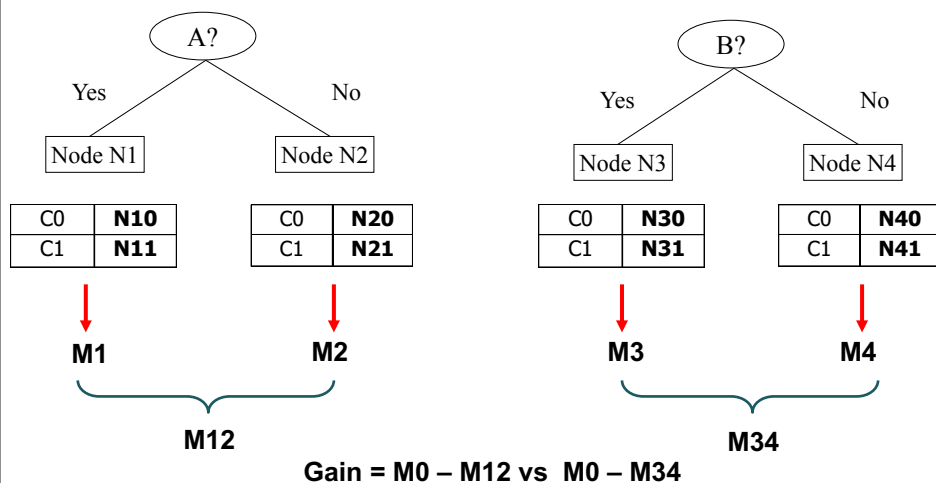 A?
B?
Yes
No
Yes
No
Node N1
Node N2
Node N3
Node N4
C0 N10
C1 N11
C0 N20
C1 N21
C0 N30
C1 N31
C0 N40
C1 N41
M1
M2
M3
M4
M12
M34
Gain = M0 – M12 vs M0 – M34